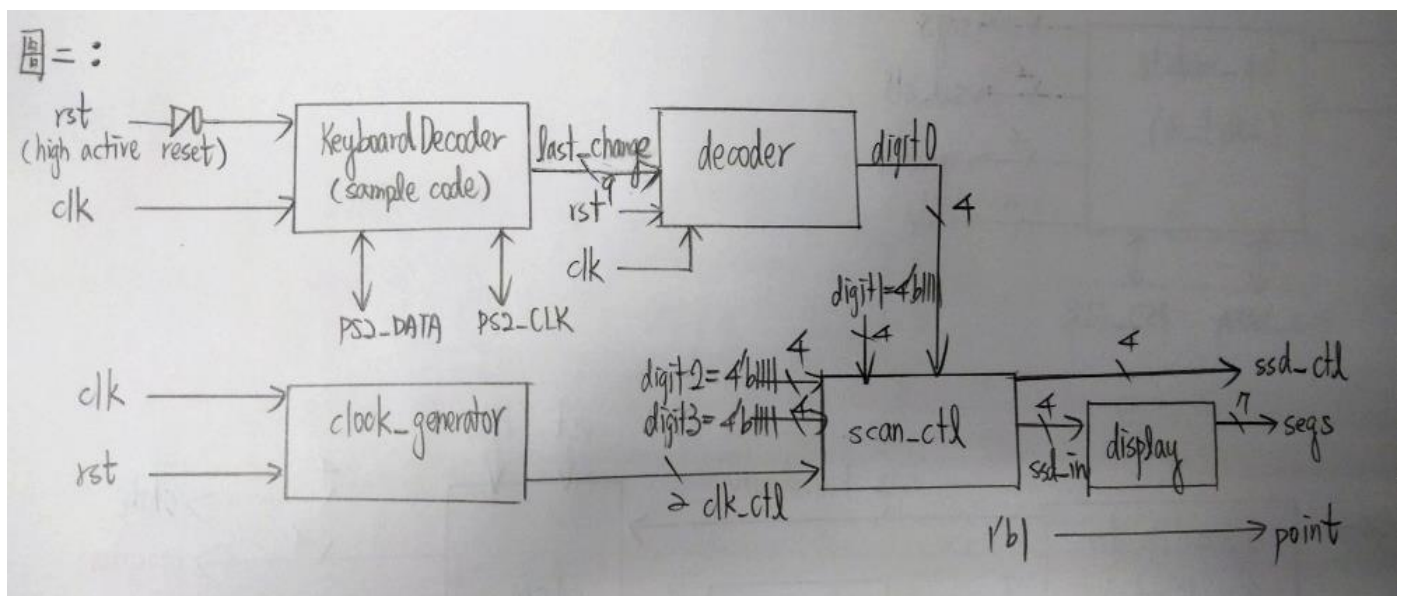 圖二：
rst
(high active reset)
clk
KeyboardDecoder
(sample code)
PS2_DATA
PS2_CLK
last_change
9
rst
clk
decoder
digit0
4
digit1=4'b1111
4
clk
rst
clock_generator
digit2=4'b1111
4
digit3=4'b1111
4
2
clk_ctl
scan_ctl
4
ssd_ctl
4
ssd_in
display
7
segs
1'b1
point